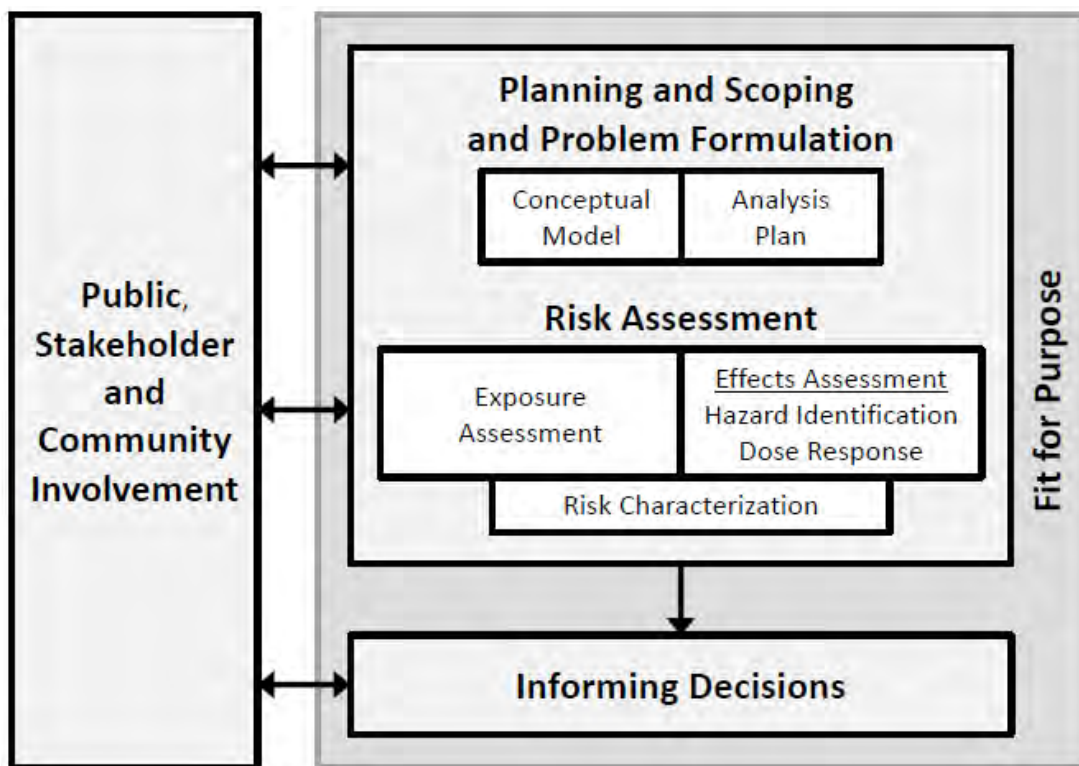 Public,
Stakeholder
and
Community
Involvement
Planning and Scoping
and Problem Formulation
Conceptual
Model
Analysis
Plan
Risk Assessment
Exposure
Assessment
Effects Assessment
Hazard Identification
Dose Response
Risk Characterization
Informing Decisions
Fit for Purpose